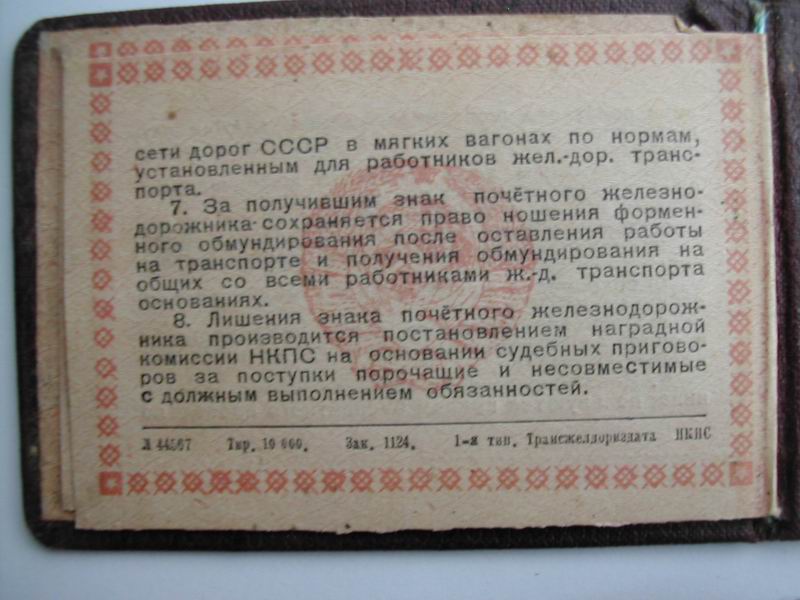 сети дорог СССР в мягких вагонах по нормам,
установленным для работников жел.-дор. транс-
порта.
7. За получившим знак почётного железно-
дорожника сохраняется право ношения формен-
ного обмундирования после оставления работы
на транспорте и получения обмундирования на
общих со всеми работниками ж.-д. транспорта
основаниях.
8. Лишения знака почётного железнодорож-
ника производится постановлением наградной
комиссии НКПС на основании судебных пригово-
ров за поступки порочащие и несовместимые
с должным выполнением обязанностей.
Тир. 10 000. Зак. 1124. 1-я тип. Трансжелдориздата НКПС